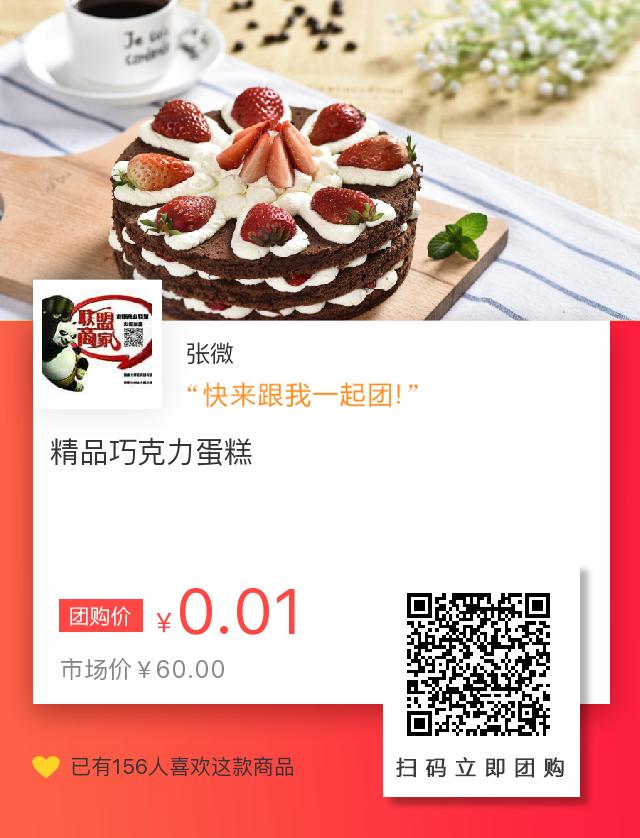 联盟
商家
张微
“快来跟我一起团!”
精品巧克力蛋糕
团购价 ¥0.01
市场价¥60.00
已有156人喜欢这款商品
扫码立即团购